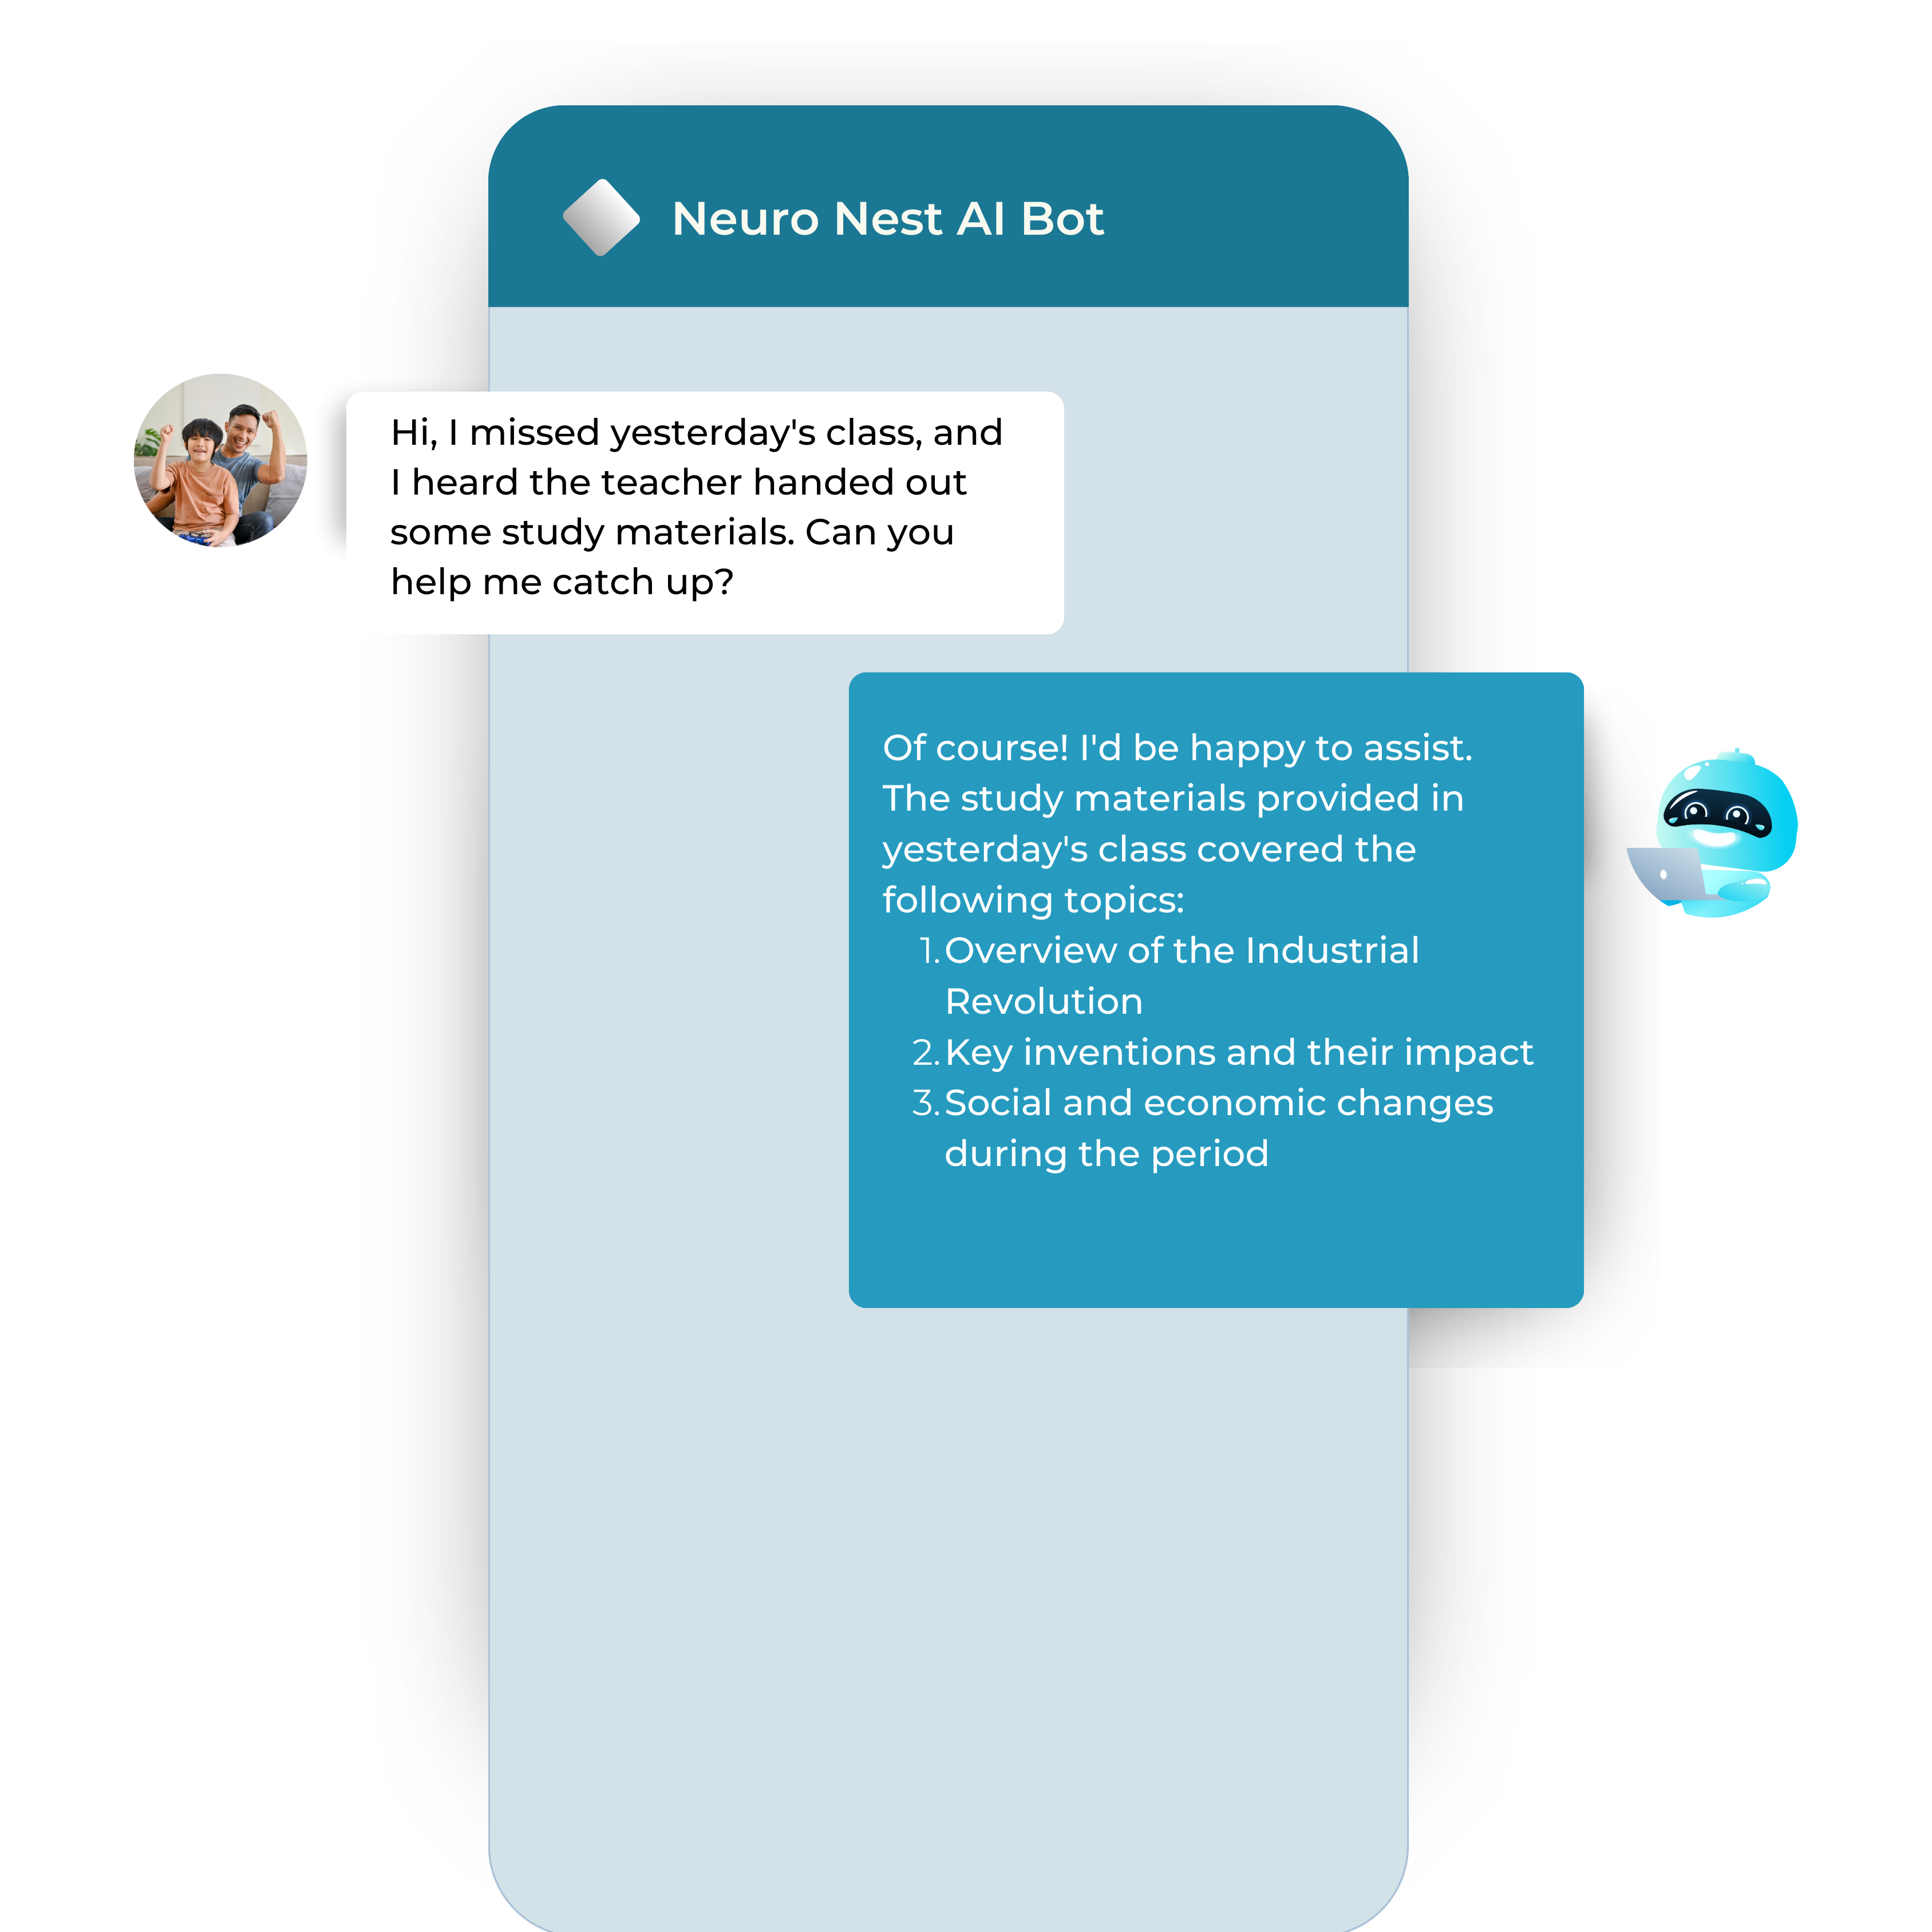 Neuro Nest AI Bot
Hi, I missed yesterday's class, and
I heard the teacher handed out
some study materials. Can you
help me catch up?
Of course! I'd be happy to assist.
The study materials provided in
yesterday's class covered the
following topics:
1. Overview of the Industrial
Revolution
2. Key inventions and their impact
3. Social and economic changes
during the period